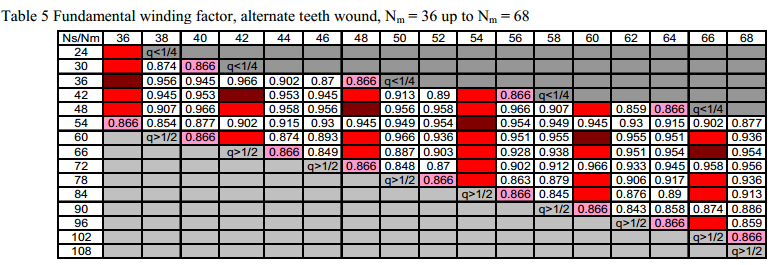 Table 5 Fundamental winding factor, alternate teeth wound, Nm = 36 up to Nm = 68
Ns/Nm 36 38 40 42 44 46 48 50 52 54 56 58 60 62 64 66 68
24 q<1/4
30 0.874 0.866 q<1/4
36 0.956 0.945 0.966 0.902 0.87 0.866 q<1/4
42 0.945 0.953 0.953 0.945 0.913 0.89 0.866 q<1/4
48 0.907 0.966 0.958 0.956 0.956 0.958 0.966 0.907 0.859 0.866 q<1/4
54 0.866 0.854 0.877 0.902 0.915 0.93 0.945 0.949 0.954 0.954 0.949 0.945 0.93 0.915 0.902 0.877
60 q>1/2 0.866 0.874 0.893 0.966 0.936 0.951 0.955 0.955 0.951 0.936
66 q>1/2 0.866 0.849 0.887 0.903 0.928 0.938 0.951 0.954 0.954
72 q>1/2 0.866 0.848 0.87 0.902 0.912 0.966 0.933 0.945 0.958 0.956
78 q>1/2 0.866 0.863 0.879 0.906 0.917 0.936
84 q>1/2 0.866 0.845 0.876 0.89 0.913
90 q>1/2 0.866 0.843 0.858 0.874 0.886
96 q>1/2 0.866 0.859
102 q>1/2 0.866
108 q>1/2